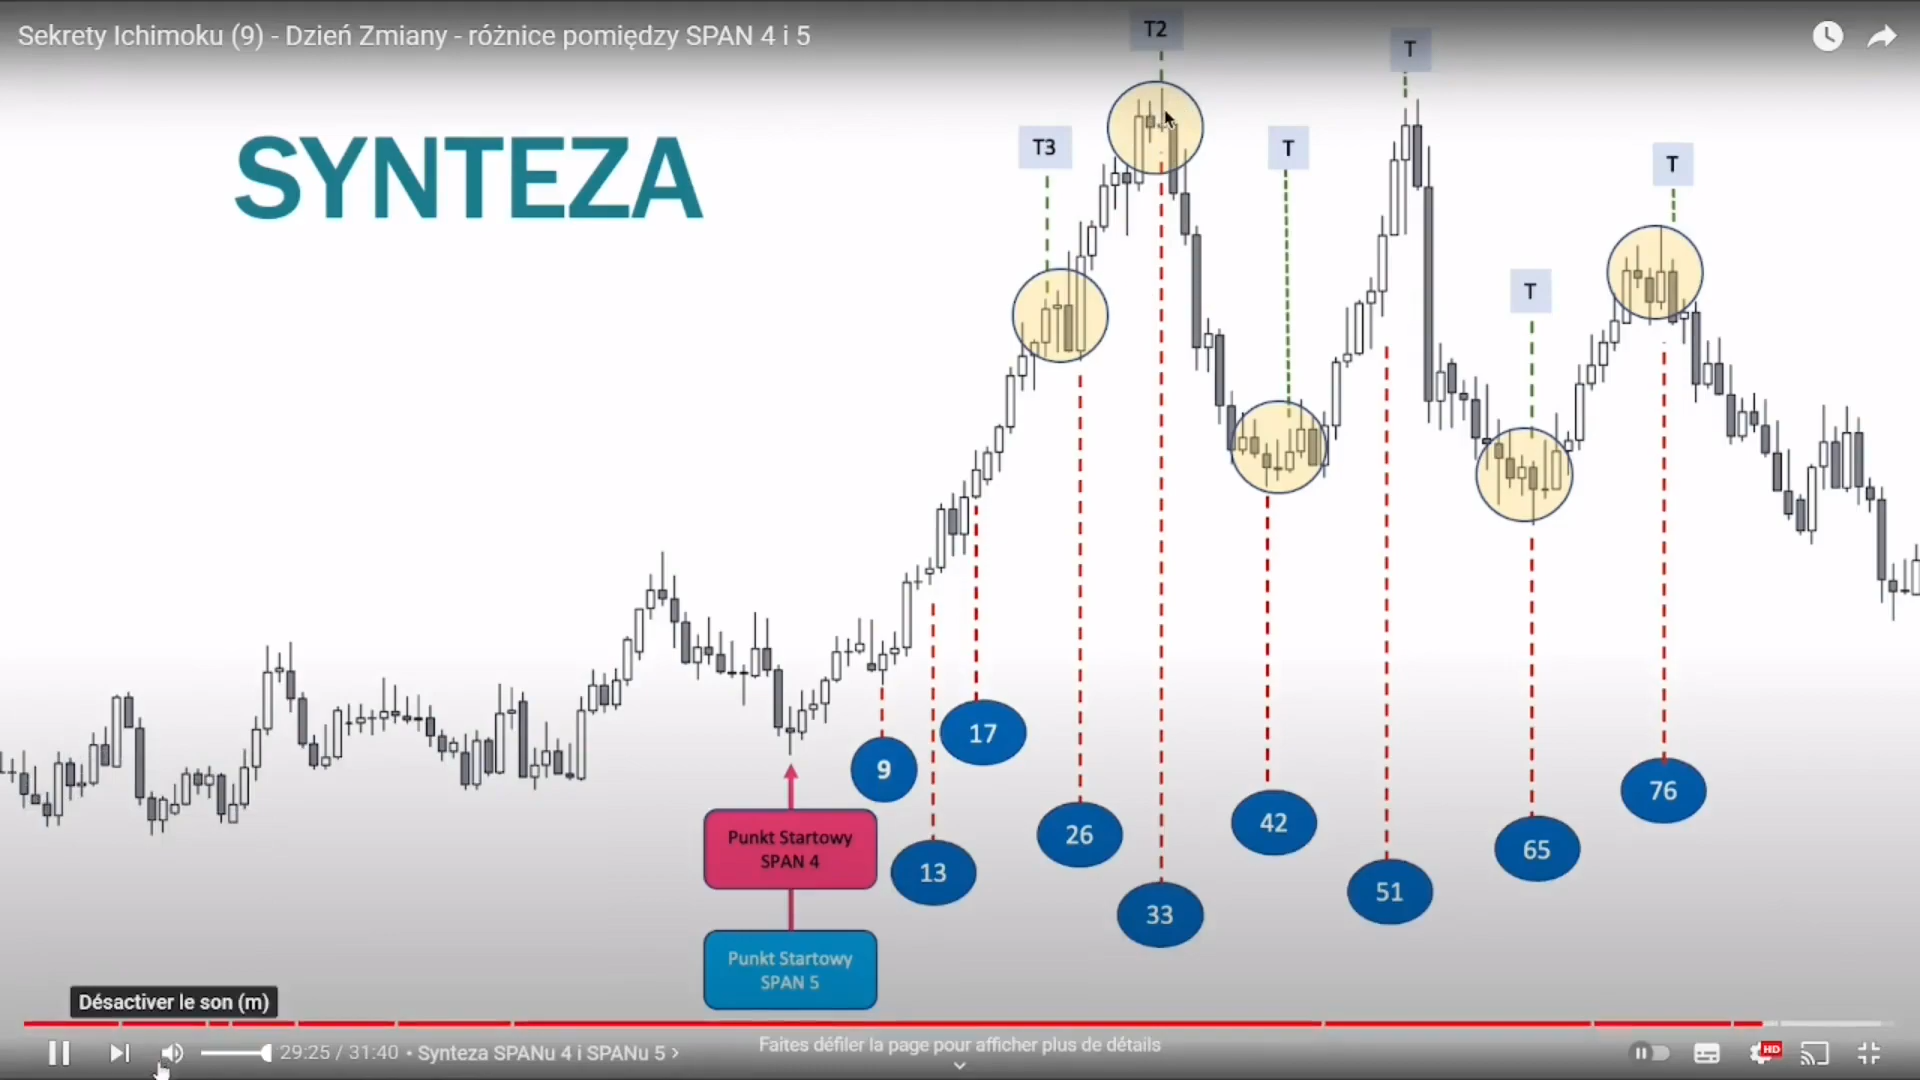 Sekrety Ichimoku (9) - Dzień Zmiany - różnice pomiędzy SPAN 4 i 5
SYNTEZA
T3
T2
T
T
T
T
9
17
13
26
33
42
51
65
76
Punkt Startowy
SPAN 4
Punkt Startowy
SPAN 5
Désactiver le son (m)
29:25 / 31:40 • Synteza SPANu 4 i SPANu 5 >
Faites défiler la page pour afficher plus de détails
HD